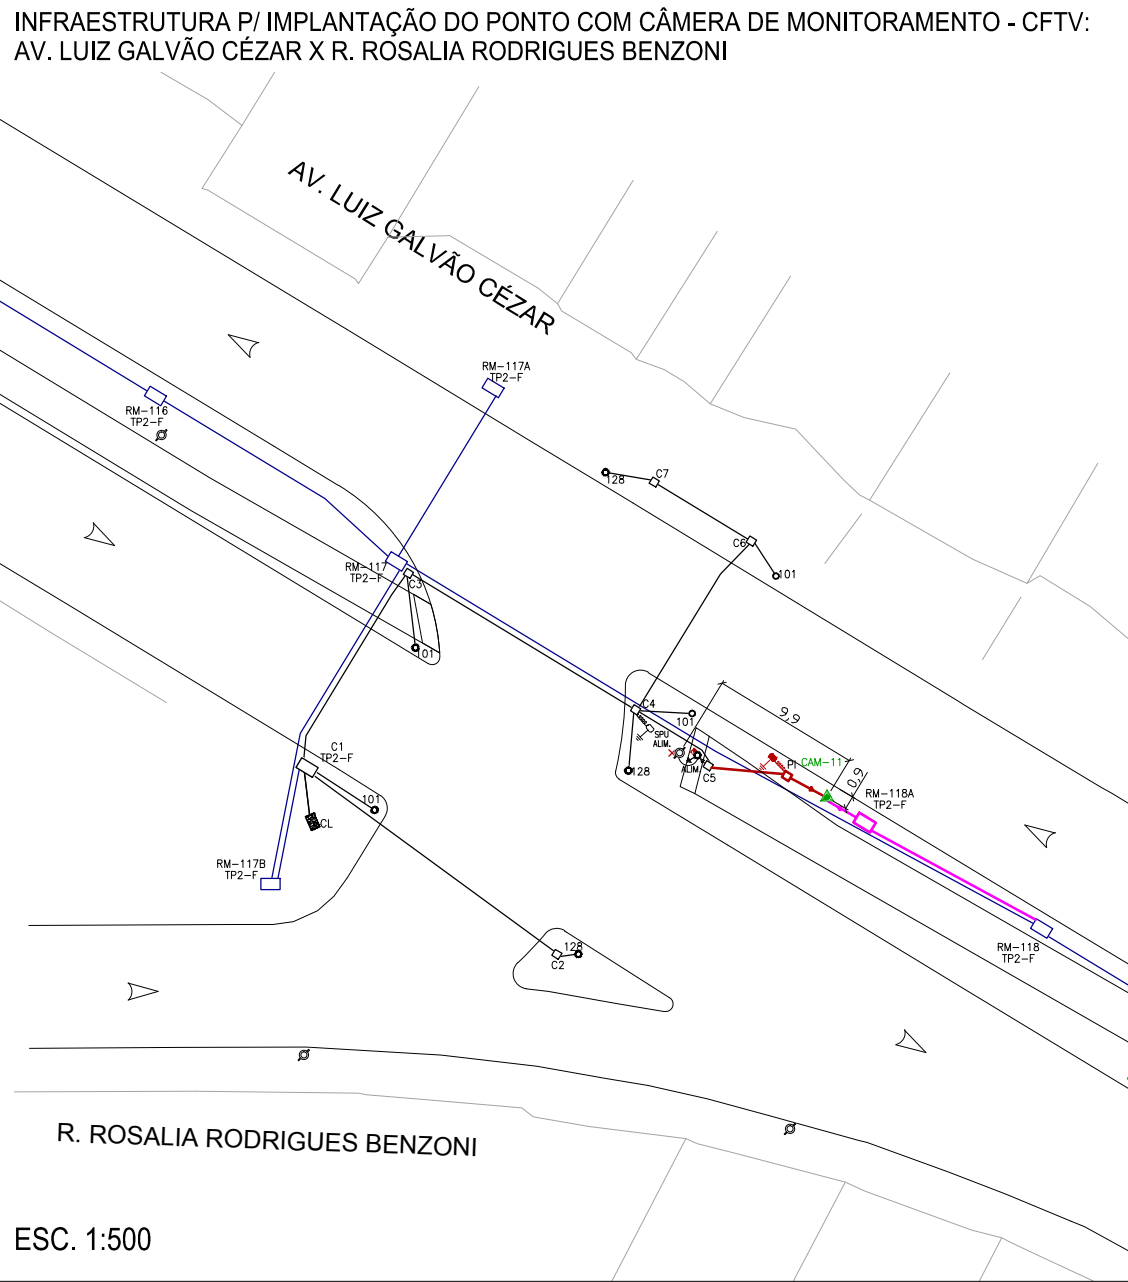 INFRAESTRUTURA P/ IMPLANTAÇÃO DO PONTO COM CÂMERA DE MONITORAMENTO - CFTV:
AV. LUIZ GALVÃO CÉZAR X R. ROSALIA RODRIGUES BENZONI
AV. LUIZ GALVÃO CÉZAR
RM-117A
TP2-F
RM-116
TP2-F
C7
128
C6
101
RM-117
TP2-F
C3
101
C4
101
SPU
ALIM.
128
ALIM.
C5
9,9
PI
CAM-11
0,9
RM-118A
TP2-F
C1
TP2-F
101
CL
RM-117B
TP2-F
128
C2
RM-118
TP2-F
R. ROSALIA RODRIGUES BENZONI
ESC. 1:500